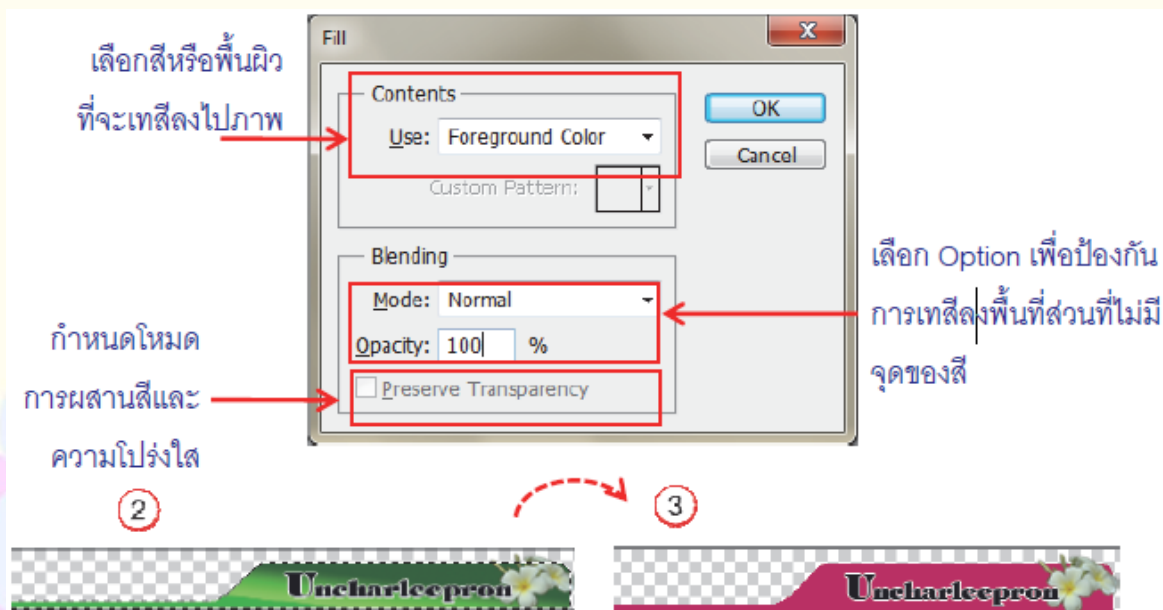 เลือกสีหรือพื้นผิว
ที่จะเทสีลงไปภาพ
Fill
Contents
Use: Foreground Color
Custom Pattern:
OK
Cancel
Blending
Mode: Normal
Opacity: 100 %
Preserve Transparency
เลือก Option เพื่อป้องกัน
การเทสีลงพื้นที่ส่วนที่ไม่มี
จุดของสี
กำหนดโหมด
การผสานสีและ
ความโปร่งใส
2
3
Uncharleepron
Uncharleepron